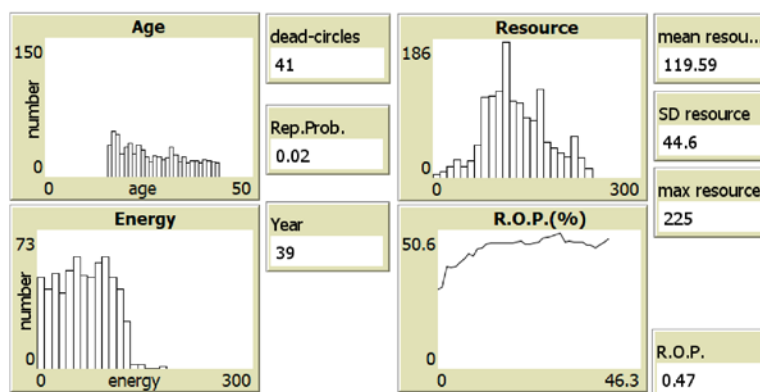 Age
150
number
0
0
age
50
dead-circles
41
Rep.Prob.
0.02
Resource
186
0
0
300
mean resou...
119.59
SD resource
44.6
max resource
225
Energy
73
number
0
0
energy
300
Year
39
R.O.P.(%)
50.6
0
0
46.3
R.O.P.
0.47